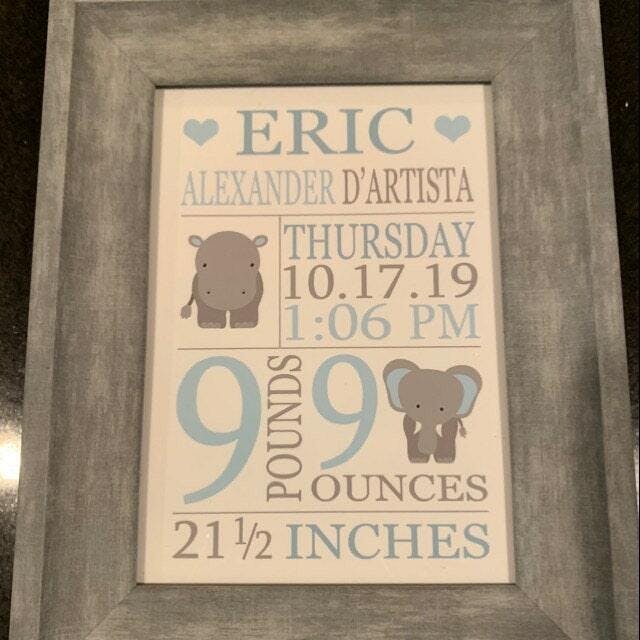 ERIC
ALEXANDER D'ARTISTA
THURSDAY
10.17.19
1:06 PM
9 POUNDS
9 OUNCES
21 1/2 INCHES